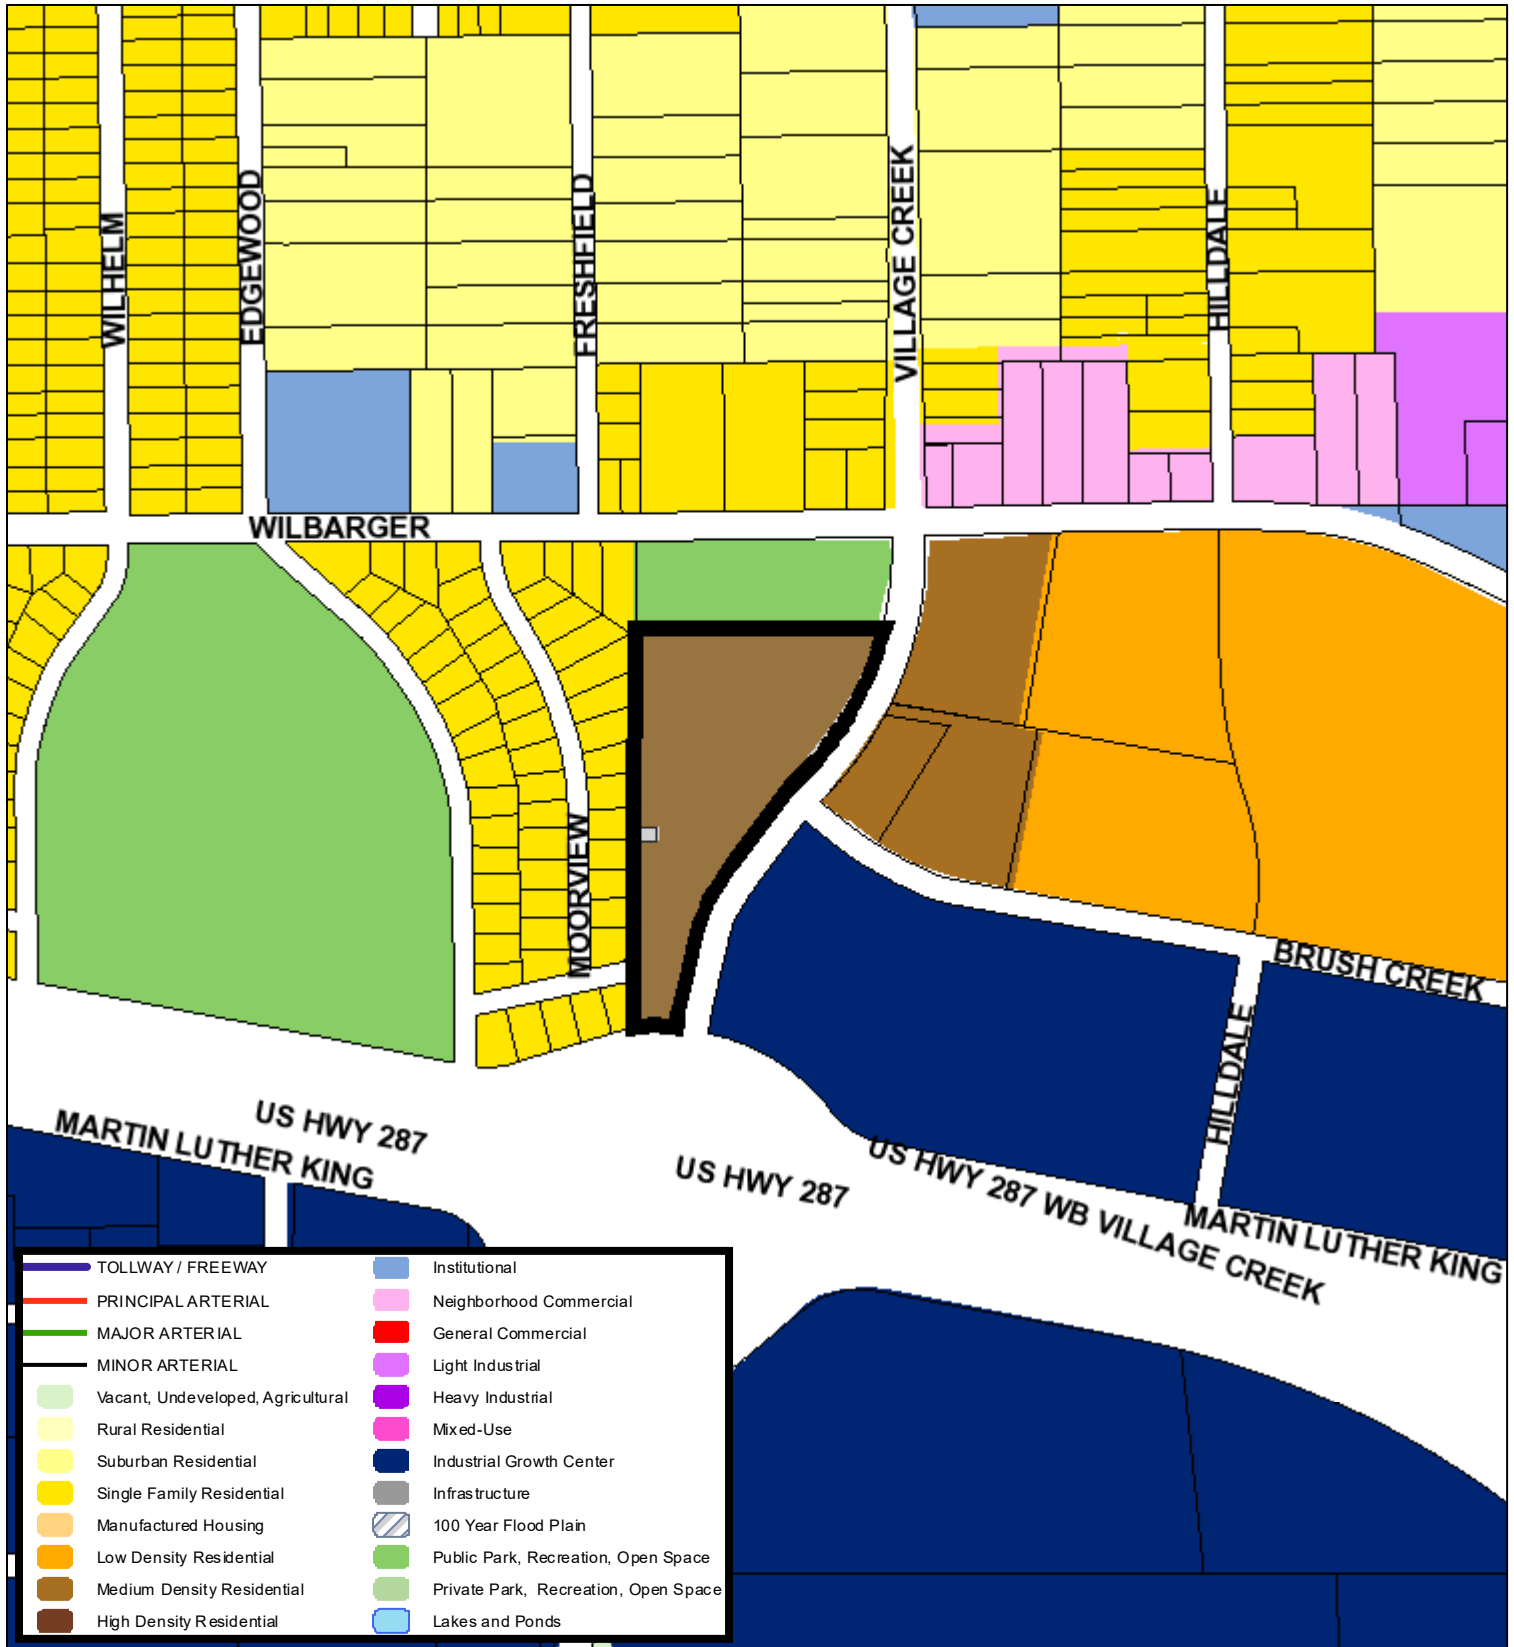 WILHELM
EDGEWOOD
FRESHFIELD
VILLAGE CREEK
HILLDALE
WILBARGER
MOORVIEW
BRUSH CREEK
HILLDALE
US HWY 287
MARTIN LUTHER KING
US HWY 287
US HWY 287 WB VILLAGE CREEK
MARTIN LUTHER KING
TOLLWAY / FREEWAY
PRINCIPAL ARTERIAL
MAJOR ARTERIAL
MINOR ARTERIAL
Vacant, Undeveloped, Agricultural
Rural Residential
Suburban Residential
Single Family Residential
Manufactured Housing
Low Density Residential
Medium Density Residential
High Density Residential
Institutional
Neighborhood Commercial
General Commercial
Light Industrial
Heavy Industrial
Mixed-Use
Industrial Growth Center
Infrastructure
100 Year Flood Plain
Public Park, Recreation, Open Space
Private Park, Recreation, Open Space
Lakes and Ponds